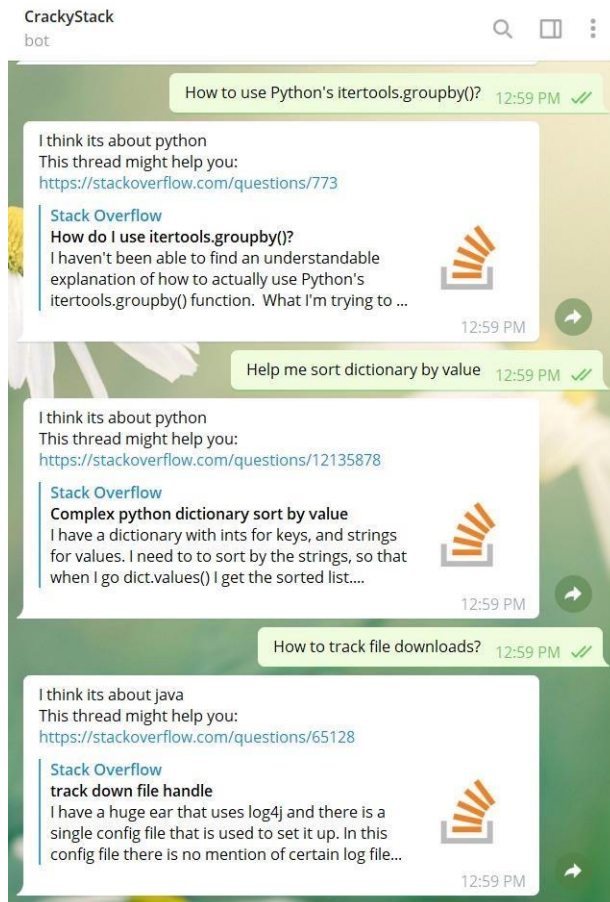 CrackyStack
bot
How to use Python's itertools.groupby()? 12:59 PM
I think its about python
This thread might help you:
https://stackoverflow.com/questions/773
Stack Overflow
How do I use itertools.groupby()?
I haven't been able to find an understandable
explanation of how to actually use Python's
itertools.groupby() function.  What I'm trying to ...
12:59 PM
Help me sort dictionary by value 12:59 PM
I think its about python
This thread might help you:
https://stackoverflow.com/questions/12135878
Stack Overflow
Complex python dictionary sort by value
I have a dictionary with ints for keys, and strings
for values. I need to to sort by the strings, so that
when I go dict.values() I get the sorted list....
12:59 PM
How to track file downloads? 12:59 PM
I think its about java
This thread might help you:
https://stackoverflow.com/questions/65128
Stack Overflow
track down file handle
I have a huge ear that uses log4j and there is a
single config file that is used to set it up. In this
config file there is no mention of certain log file...
12:59 PM